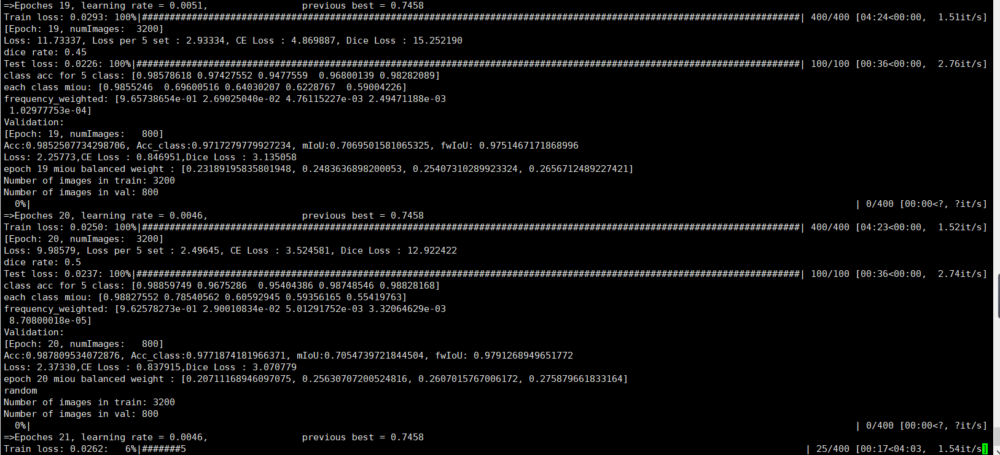 =>Epoches 19, learning rate = 0.0051,                 previous best = 0.7458
Train loss: 0.0293: 100%|#######################################################################################################################| 400/400 [04:24<00:00,  1.51it/s]
[Epoch: 19, numImages:  3200]
Loss: 11.73337, Loss per 5 set : 2.93334, CE Loss : 4.869887, Dice Loss : 15.252190
dice rate: 0.45
Test loss: 0.0226: 100%|########################################################################################################################| 100/100 [00:36<00:00,  2.76it/s]
class acc for 5 class: [0.98578618 0.97427552 0.9477559  0.96800139 0.98282089]
each class miou: [0.9855246  0.69600516 0.64030207 0.6228767  0.59004226]
frequency_weighted: [9.65738654e-01 2.69025040e-02 4.76115227e-03 2.49471188e-03
 1.02977753e-04]
Validation:
[Epoch: 19, numImages:   800]
Acc:0.9852507734298706, Acc_class:0.9717279779927234, mIoU:0.7069501581065325, fwIoU: 0.9751467171868996
Loss: 2.25773,CE Loss : 0.846951,Dice Loss : 3.135058
epoch 19 miou balanced weight : [0.23189195835801948, 0.2483636898200053, 0.25407310289923324, 0.2656712489227421]
Number of images in train: 3200
Number of images in val: 800
  0%|                                                                                                                                                     | 0/400 [00:00<?, ?it/s]
=>Epoches 20, learning rate = 0.0046,                 previous best = 0.7458
Train loss: 0.0250: 100%|#######################################################################################################################| 400/400 [04:23<00:00,  1.52it/s]
[Epoch: 20, numImages:  3200]
Loss: 9.98579, Loss per 5 set : 2.49645, CE Loss : 3.524581, Dice Loss : 12.922422
dice rate: 0.5
Test loss: 0.0237: 100%|########################################################################################################################| 100/100 [00:36<00:00,  2.74it/s]
class acc for 5 class: [0.98859749 0.9675286  0.95404386 0.98748546 0.98828168]
each class miou: [0.98827552 0.78540562 0.60592945 0.59356165 0.55419763]
frequency_weighted: [9.62578273e-01 2.90010834e-02 5.01291752e-03 3.32064629e-03
 8.70800018e-05]
Validation:
[Epoch: 20, numImages:   800]
Acc:0.987809534072876, Acc_class:0.9771874181966371, mIoU:0.7054739721844504, fwIoU: 0.9791268949651772
Loss: 2.37330,CE Loss : 0.837915,Dice Loss : 3.070779
epoch 20 miou balanced weight : [0.20711168946097075, 0.25630707200524816, 0.2607015767006172, 0.275879661833164]
random
Number of images in train: 3200
Number of images in val: 800
  0%|                                                                                                                                                     | 0/400 [00:00<?, ?it/s]
=>Epoches 21, learning rate = 0.0046,                 previous best = 0.7458
Train loss: 0.0262:   6%|#######5                                                                                                                | 25/400 [00:17<04:03,  1.54it/s]